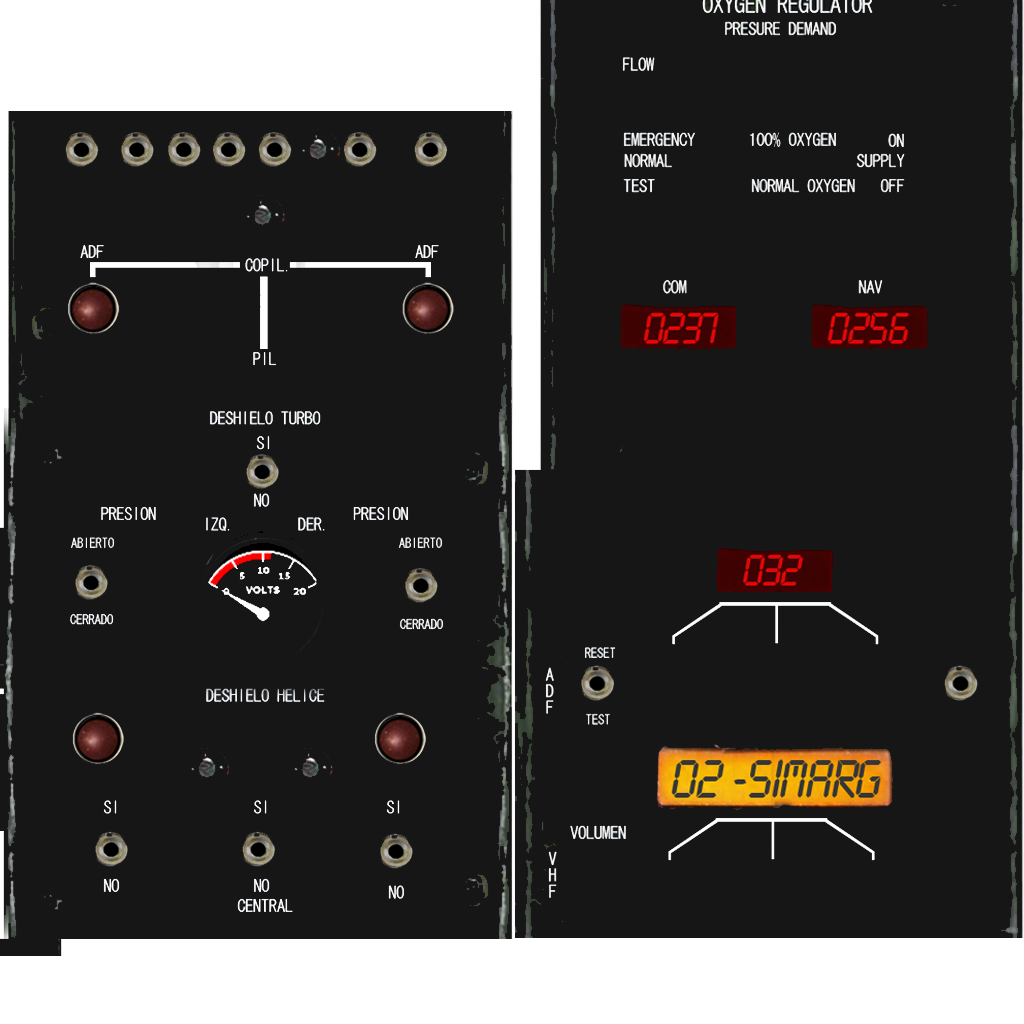 ADF ADF
COPIL.
PIL
DESHIELO TURBO
SI
NO
PRESION IZQ. DER. PRESION
ABIERTO ABIERTO
5 10 15
0 VOLTS 20
CERRADO CERRADO
DESHIELO HELICE
SI SI SI
NO NO NO
CENTRAL
OXYGEN REGULATOR
PRESURE DEMAND
FLOW
EMERGENCY 100% OXYGEN ON
NORMAL SUPPLY
TEST NORMAL OXYGEN OFF
COM NAV
0237 0256
032
RESET
ADF
TEST
02-SIMARG
VOLUMEN
VHF